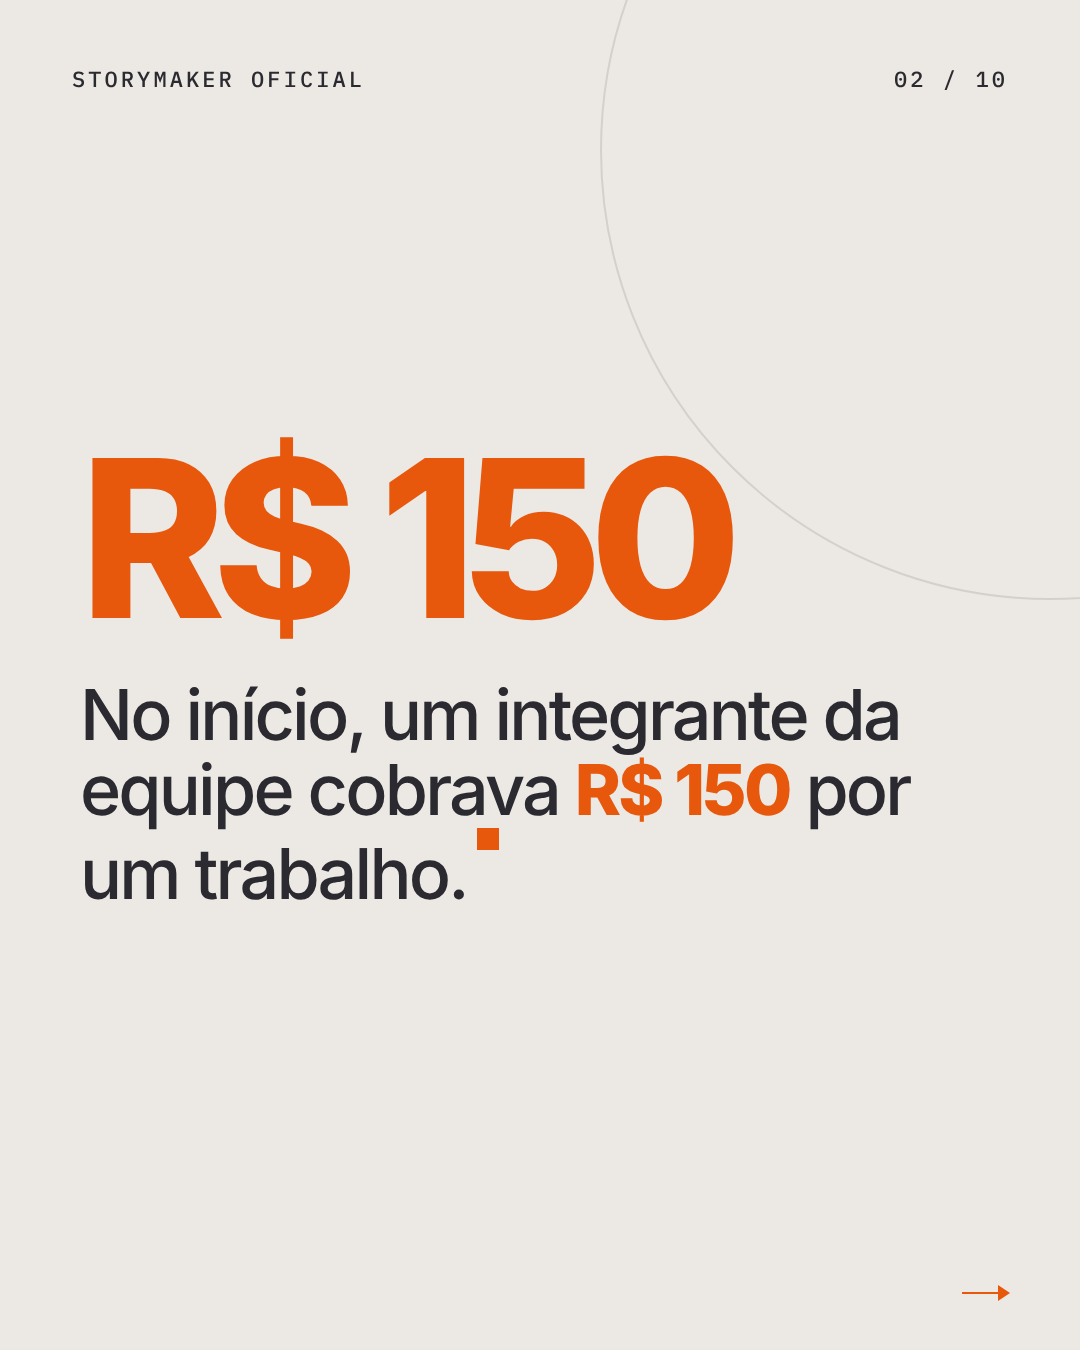 STORYMAKER OFICIAL
02 / 10
R$ 150
No início, um integrante da
equipe cobrava R$ 150 por
um trabalho.